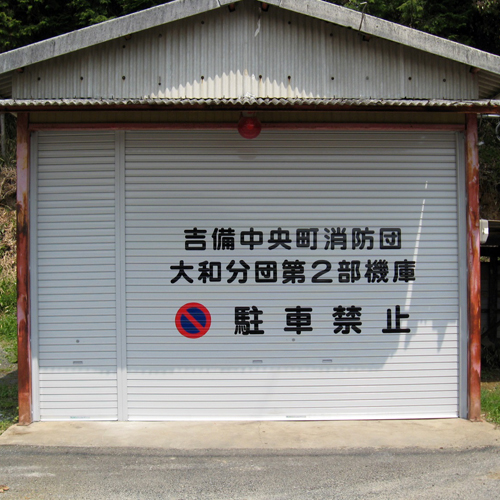 吉備中央町消防団
大和分団第2部機庫
駐車禁止